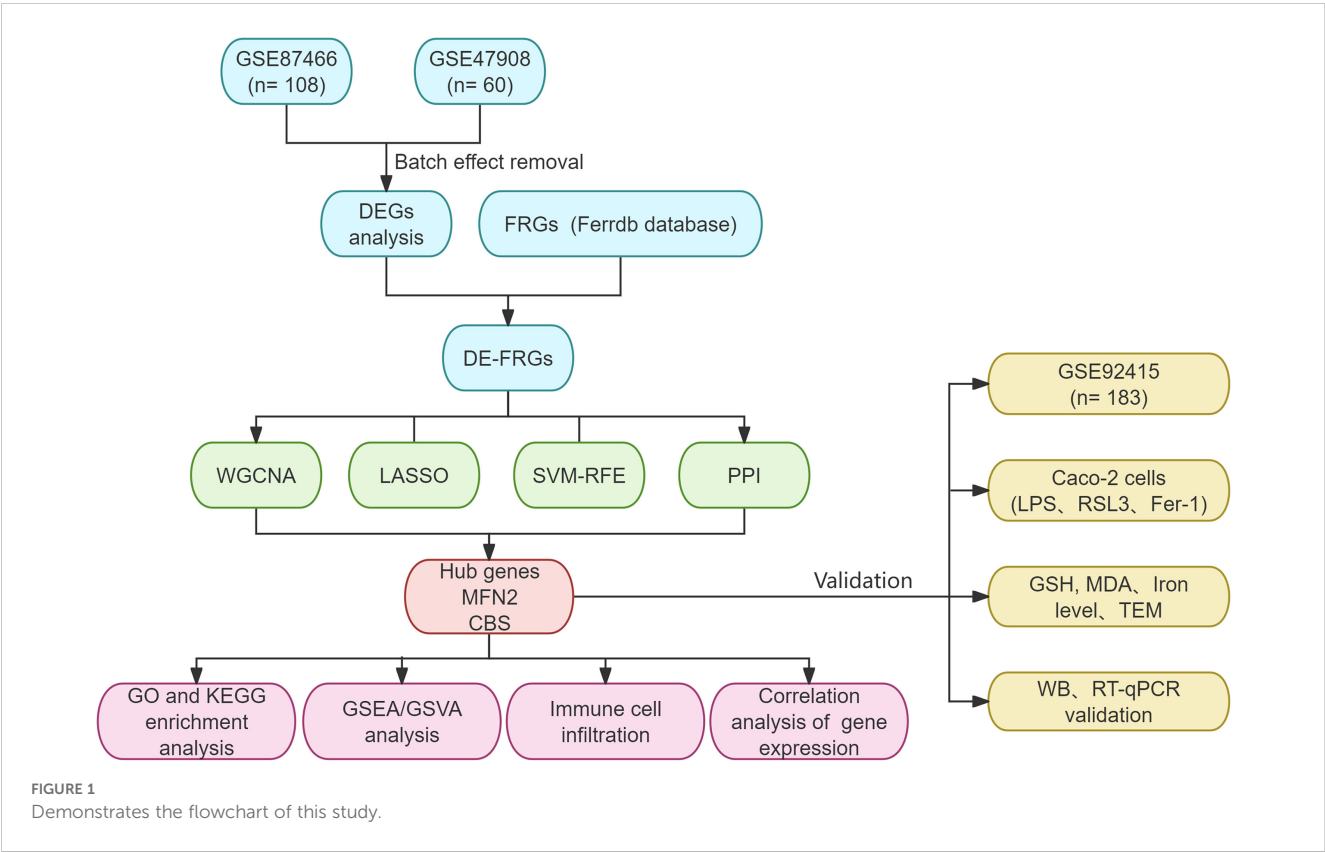 GSE87466
(n= 108)
GSE47908
(n= 60)
Batch effect removal
DEGs
analysis
FRGs (Ferrdb database)
DE-FRGs
WGCNA
LASSO
SVM-RFE
PPI
Hub genes
MFN2
CBS
Validation
GSE92415
(n= 183)
Caco-2 cells
(LPS、RSL3、Fer-1)
GSH, MDA、Iron
level、TEM
WB、RT-qPCR
validation
GO and KEGG
enrichment
analysis
GSEA/GSVA
analysis
Immune cell
infiltration
Correlation
analysis of gene
expression
FIGURE 1
Demonstrates the flowchart of this study.